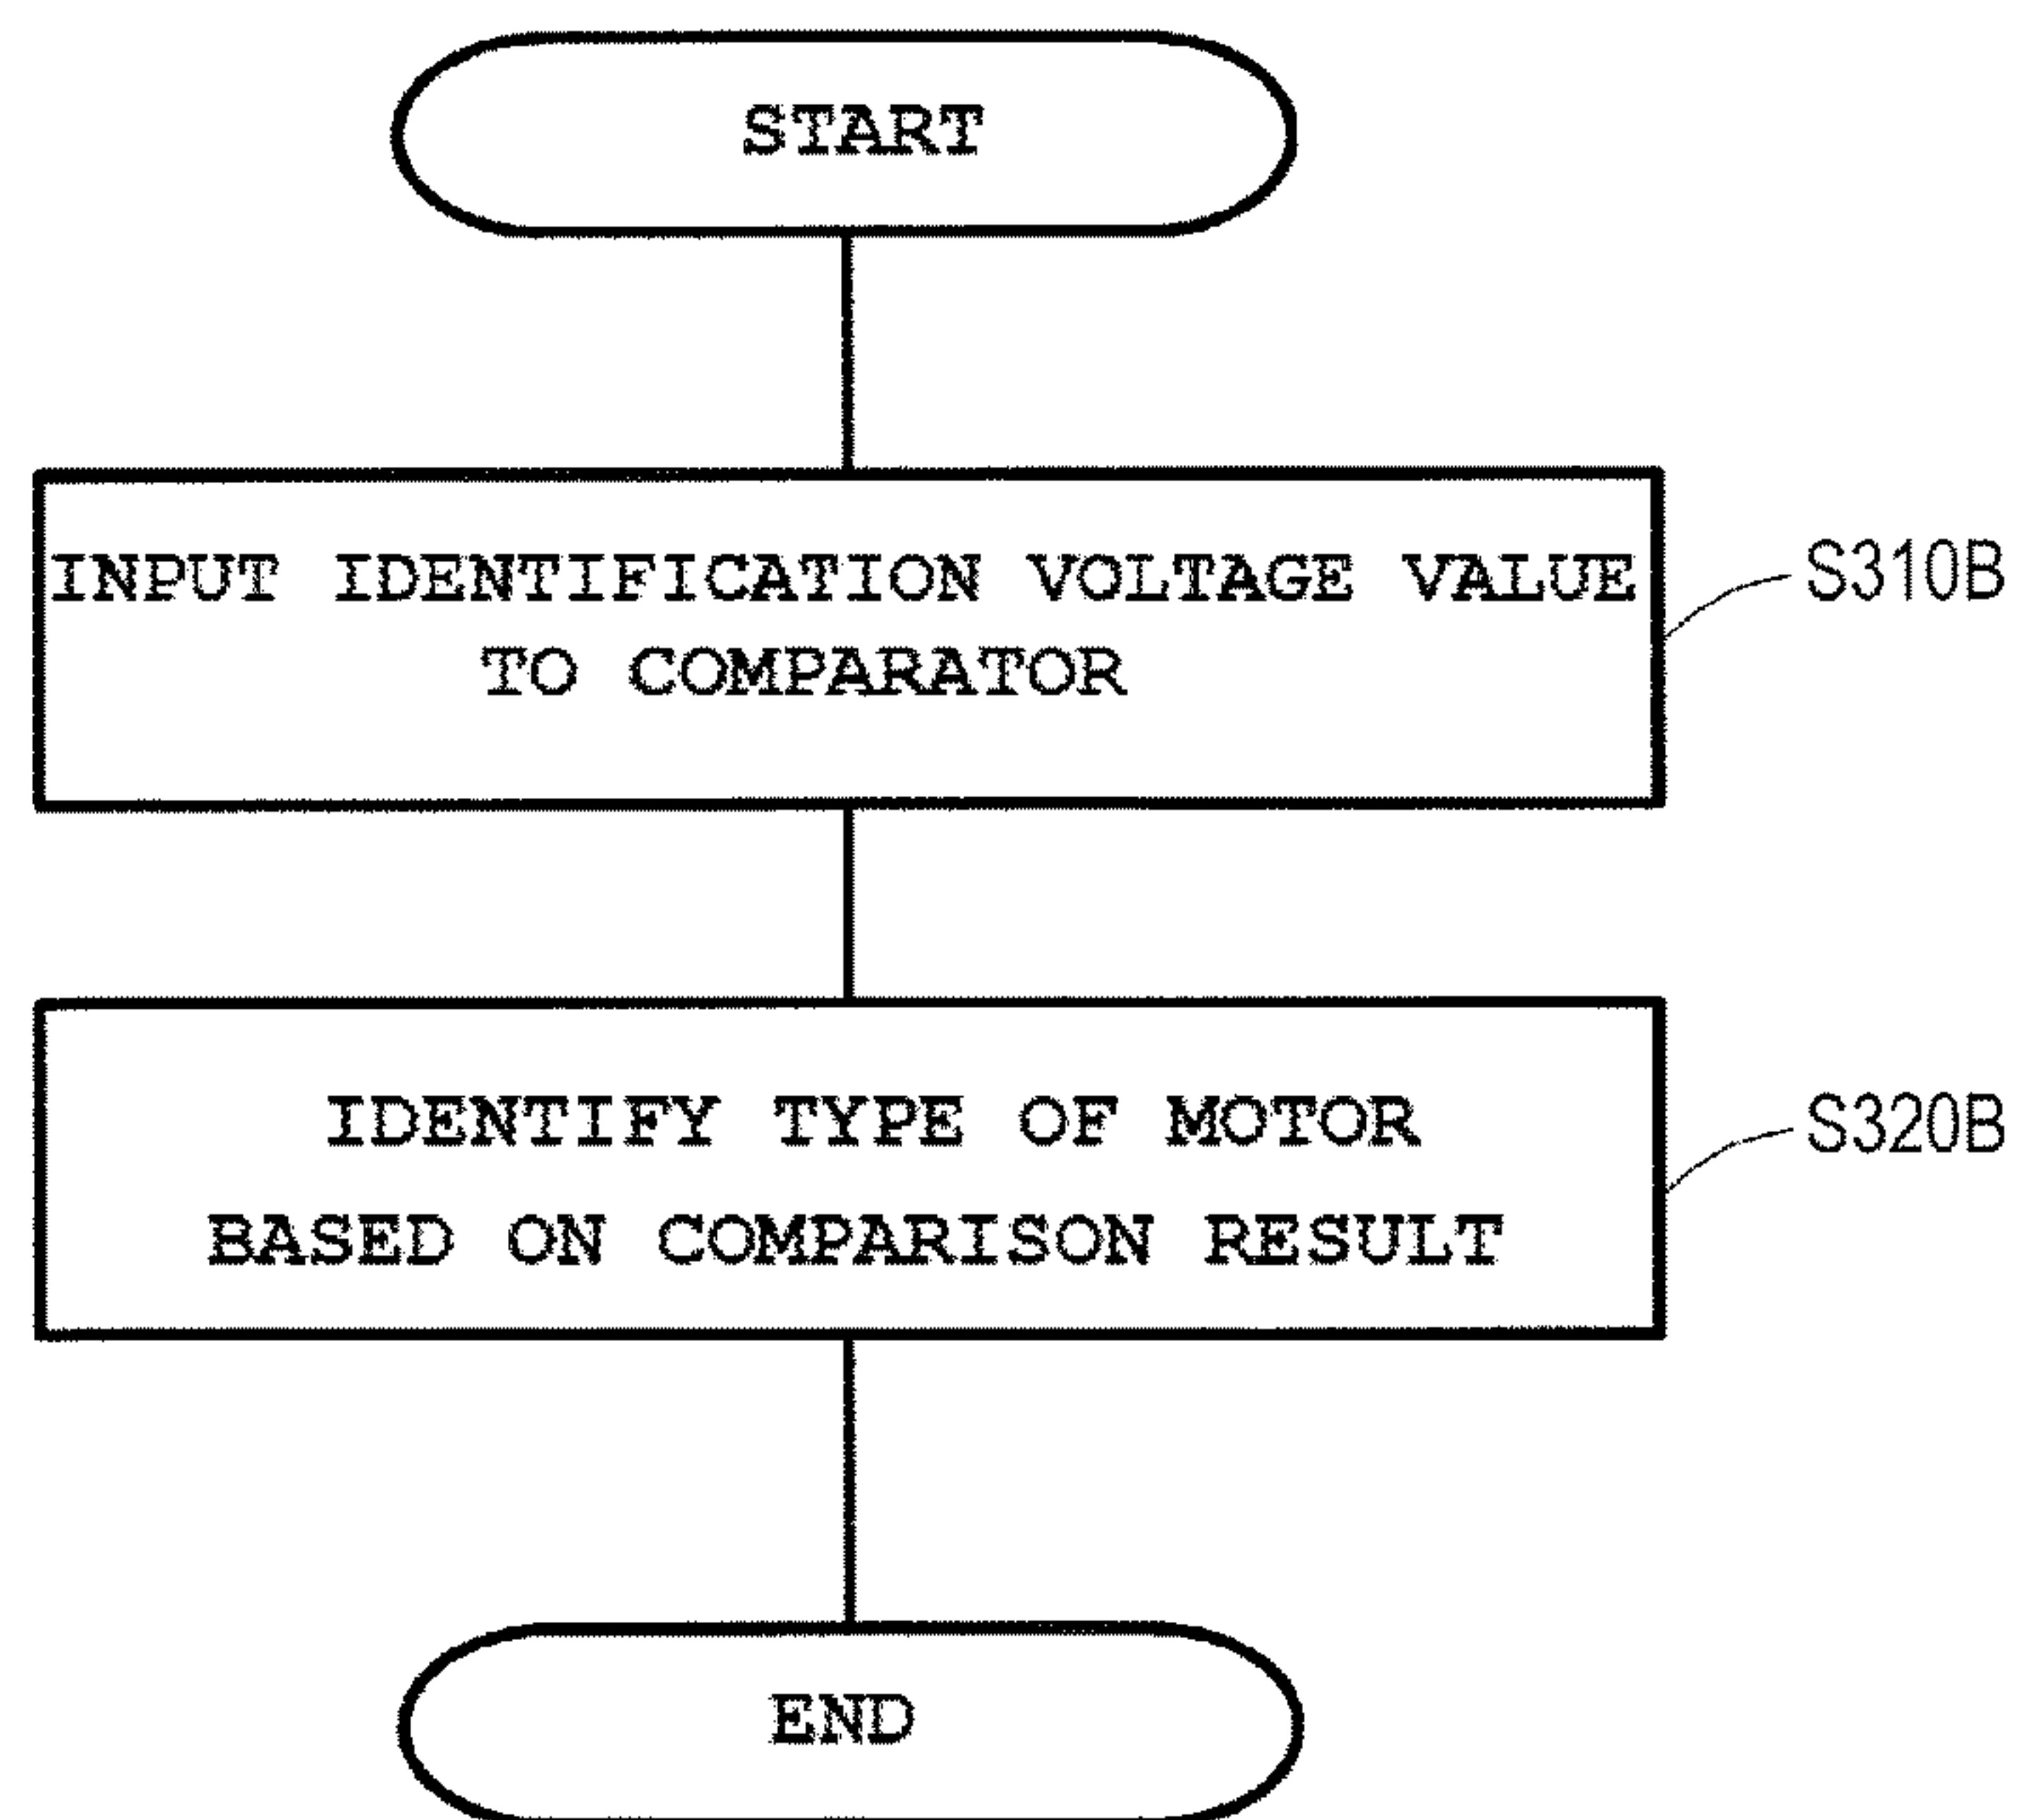 START
INPUT IDENTIFICATION VOLTAGE VALUE
TO COMPARATOR
S310B
IDENTIFY TYPE OF MOTOR
BASED ON COMPARISON RESULT
S320B
END